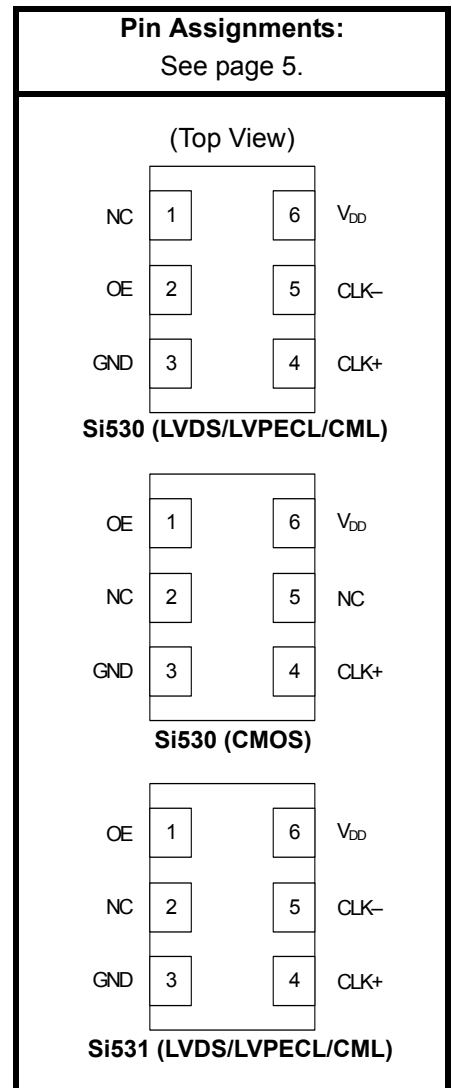 Pin Assignments:
See page 5.
(Top View)
NC 1 6 VDD
OE 2 5 CLK–
GND 3 4 CLK+
Si530 (LVDS/LVPECL/CML)
OE 1 6 VDD
NC 2 5 NC
GND 3 4 CLK+
Si530 (CMOS)
OE 1 6 VDD
NC 2 5 CLK–
GND 3 4 CLK+
Si531 (LVDS/LVPECL/CML)